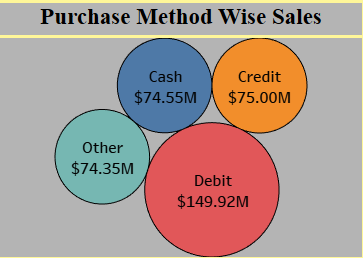 Purchase Method Wise Sales
Cash
$74.55M
Credit
$75.00M
Other
$74.35M
Debit
$149.92M